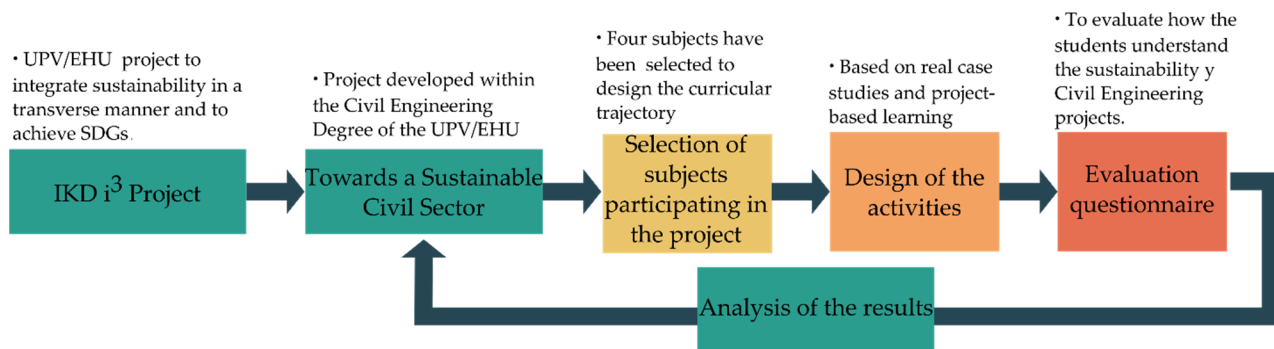 · UPV/EHU project to
integrate sustainability in a
transverse manner and to
achieve SDGs.
IKD i³ Project
· Project developed within
the Civil Engineering
Degree of the UPV/EHU
Towards a Sustainable
Civil Sector
· Four subjects have
been selected to
design the curricular
trajectory
Selection of
subjects
participating in
the project
· Based on real case
studies and project-
based learning
Design of the
activities
· To evaluate how the
students understand
the sustainability y
Civil Engineering
projects.
Evaluation
questionnaire
Analysis of the results